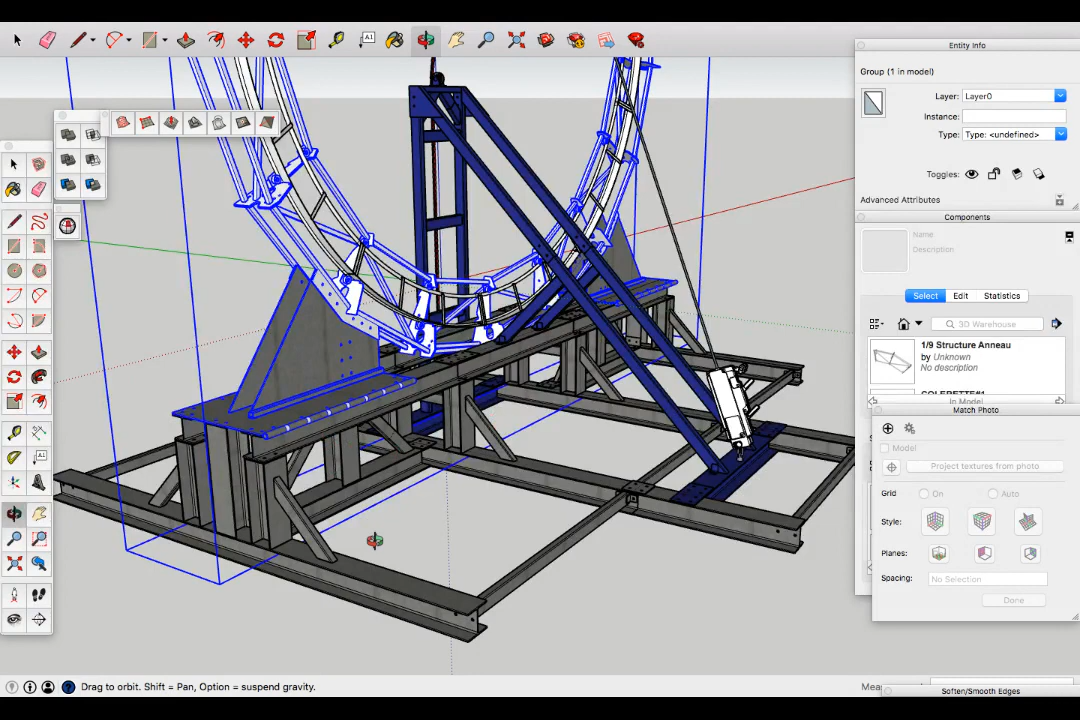 Entity Info
Group (1 in model)
Layer: Layer0
Instance:
Type: Type: <undefined>
Toggles:
Advanced Attributes
Components
Name
Description
Select Edit Statistics
3D Warehouse
1/9 Structure Anneau
by Unknown
No description
In Model
Match Photo
Model
Project textures from photo
Grid On Auto
Style:
Planes:
Spacing: No Selection
Done
A1
A1
Drag to orbit. Shift = Pan, Option = suspend gravity.
Mea
Soften/Smooth Edges